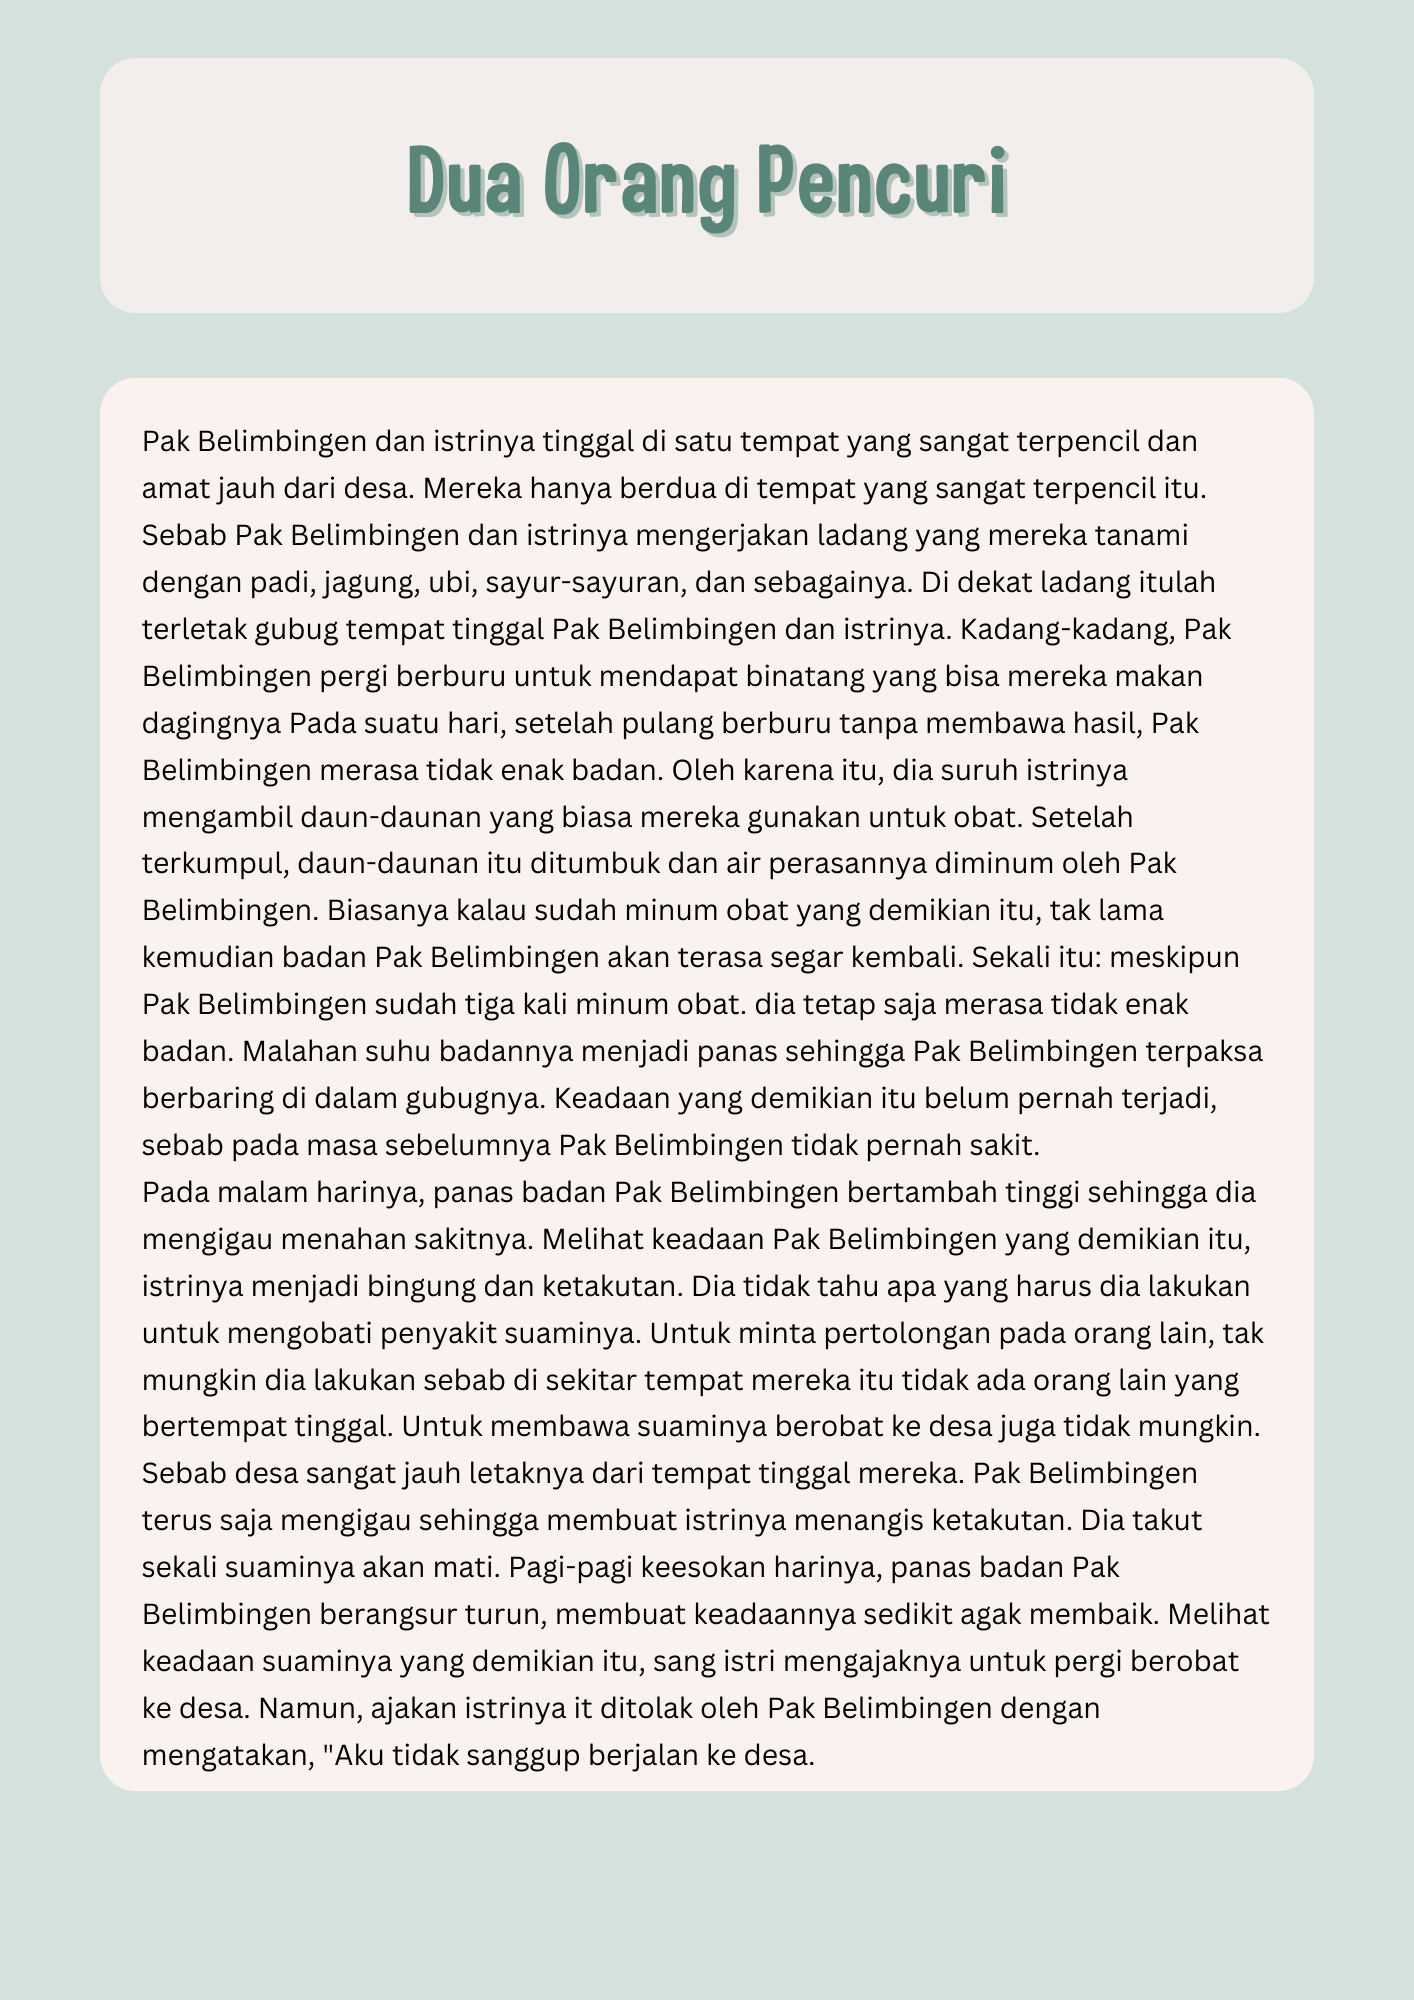 Dua Orang Pencuri
Pak Belimbingen dan istrinya tinggal di satu tempat yang sangat terpencil dan
amat jauh dari desa. Mereka hanya berdua di tempat yang sangat terpencil itu.
Sebab Pak Belimbingen dan istrinya mengerjakan ladang yang mereka tanami
dengan padi, jagung, ubi, sayur-sayuran, dan sebagainya. Di dekat ladang itulah
terletak gubug tempat tinggal Pak Belimbingen dan istrinya. Kadang-kadang, Pak
Belimbingen pergi berburu untuk mendapat binatang yang bisa mereka makan
dagingnya Pada suatu hari, setelah pulang berburu tanpa membawa hasil, Pak
Belimbingen merasa tidak enak badan. Oleh karena itu, dia suruh istrinya
mengambil daun-daunan yang biasa mereka gunakan untuk obat. Setelah
terkumpul, daun-daunan itu ditumbuk dan air perasannya diminum oleh Pak
Belimbingen. Biasanya kalau sudah minum obat yang demikian itu, tak lama
kemudian badan Pak Belimbingen akan terasa segar kembali. Sekali itu: meskipun
Pak Belimbingen sudah tiga kali minum obat. dia tetap saja merasa tidak enak
badan. Malahan suhu badannya menjadi panas sehingga Pak Belimbingen terpaksa
berbaring di dalam gubugnya. Keadaan yang demikian itu belum pernah terjadi,
sebab pada masa sebelumnya Pak Belimbingen tidak pernah sakit.
Pada malam harinya, panas badan Pak Belimbingen bertambah tinggi sehingga dia
mengigau menahan sakitnya. Melihat keadaan Pak Belimbingen yang demikian itu,
istrinya menjadi bingung dan ketakutan. Dia tidak tahu apa yang harus dia lakukan
untuk mengobati penyakit suaminya. Untuk minta pertolongan pada orang lain, tak
mungkin dia lakukan sebab di sekitar tempat mereka itu tidak ada orang lain yang
bertempat tinggal. Untuk membawa suaminya berobat ke desa juga tidak mungkin.
Sebab desa sangat jauh letaknya dari tempat tinggal mereka. Pak Belimbingen
terus saja mengigau sehingga membuat istrinya menangis ketakutan. Dia takut
sekali suaminya akan mati. Pagi-pagi keesokan harinya, panas badan Pak
Belimbingen berangsur turun, membuat keadaannya sedikit agak membaik. Melihat
keadaan suaminya yang demikian itu, sang istri mengajaknya untuk pergi berobat
ke desa. Namun, ajakan istrinya it ditolak oleh Pak Belimbingen dengan
mengatakan, "Aku tidak sanggup berjalan ke desa.